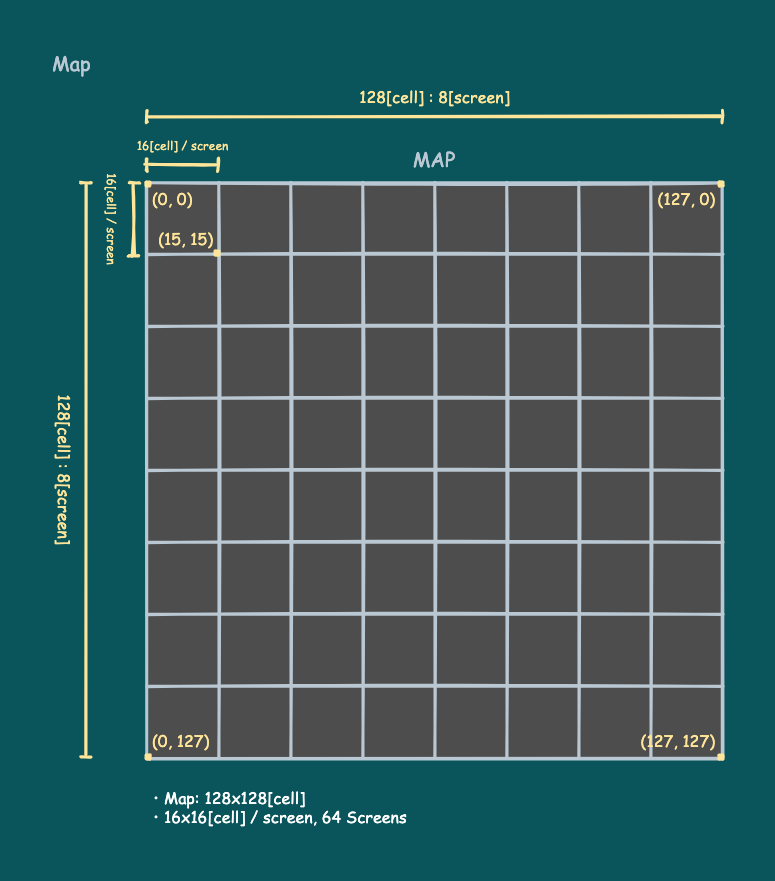 Map
128[cell] : 8[screen]
16[cell] / screen
MAP
16[cell] / screen
(0, 0)
(127, 0)
(15, 15)
128[cell] : 8[screen]
(0, 127)
(127, 127)
・Map: 128x128[cell]
・16x16[cell] / screen, 64 Screens